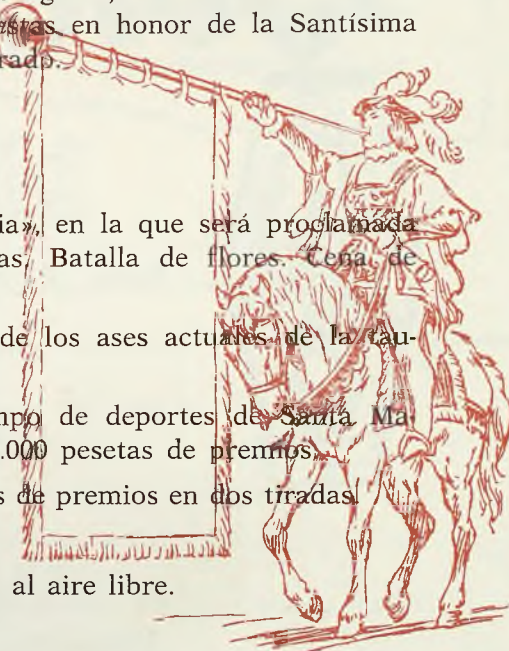 stas en honor de la Santísima
rado.
ia», en la que será proclamada
as. Batalla de flores. Cena de
de los ases actuales de la tau-
mpo de deportes de Santa Ma-
.000 pesetas de premios.
s de premios en dos tiradas.
al aire libre.